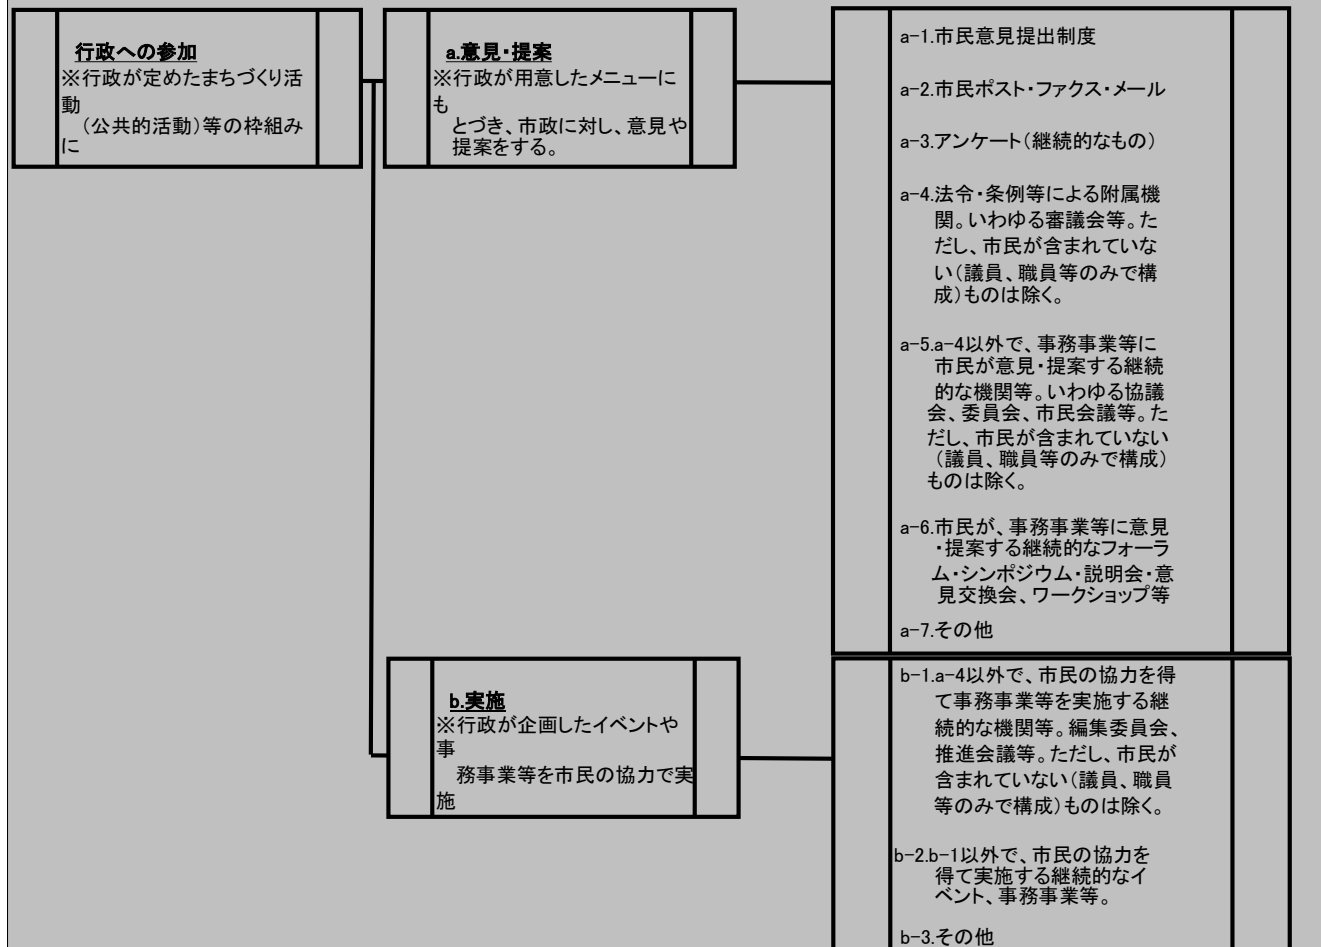 行政への参加
※行政が定めたまちづくり活
動
(公共的活動)等の枠組み
に
a.意見・提案
※行政が用意したメニューに
も
とづき、市政に対し、意見や
提案をする。
a-1.市民意見提出制度
a-2.市民ポスト・ファクス・メール
a-3.アンケート(継続的なもの)
a-4.法令・条例等による附属機
関。いわゆる審議会等。た
だし、市民が含まれていな
い(議員、職員等のみで構
成)ものは除く。
a-5.a-4以外で、事務事業等に
市民が意見・提案する継続
的な機関等。いわゆる協議
会、委員会、市民会議等。た
だし、市民が含まれていない
(議員、職員等のみで構成)
ものは除く。
a-6.市民が、事務事業等に意見
・提案する継続的なフォーラ
ム・シンポジウム・説明会・意
見交換会、ワークショップ等
a-7.その他
b.実施
※行政が企画したイベントや
事
務事業等を市民の協力で実
施
b-1.a-4以外で、市民の協力を得
て事務事業等を実施する継
続的な機関等。編集委員会、
推進会議等。ただし、市民が
含まれていない(議員、職員
等のみで構成)ものは除く。
b-2.b-1以外で、市民の協力を
得て実施する継続的なイ
ベント、事務事業等。
b-3.その他